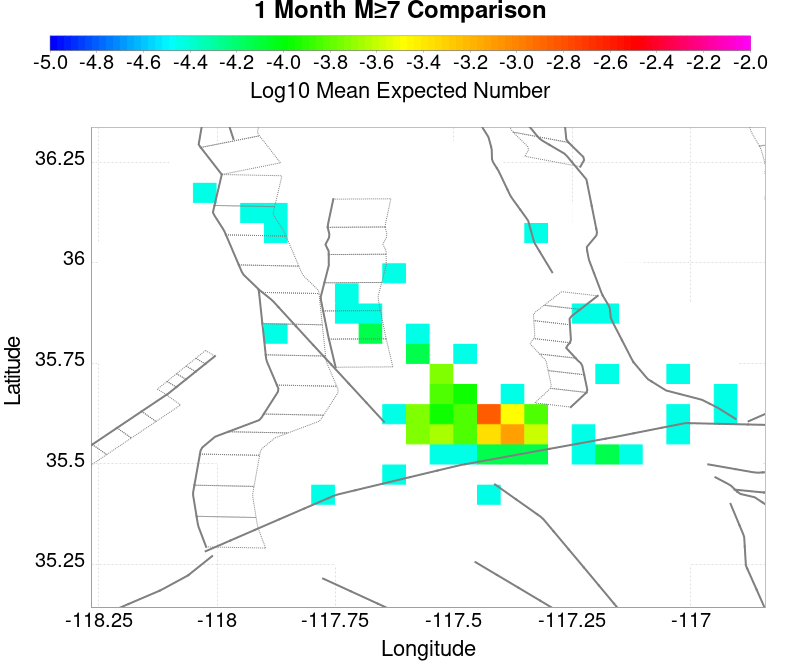 1 Month M≥7 Comparison
-5.0 -4.8 -4.6 -4.4 -4.2 -4.0 -3.8 -3.6 -3.4 -3.2 -3.0 -2.8 -2.6 -2.4 -2.2 -2.0
Log10 Mean Expected Number
36.25
36
35.75
35.5
35.25
Latitude
-118.25 -118 -117.75 -117.5 -117.25 -117
Longitude